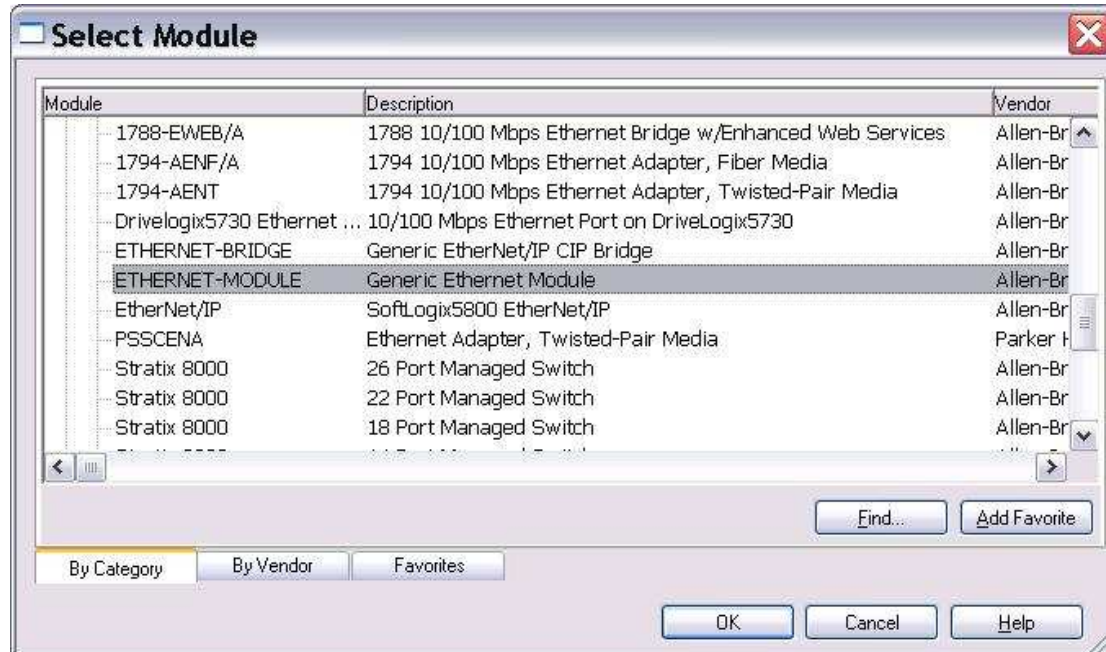 Select Module
Module Description Vendor
1788-EWEB/A 1788 10/100 Mbps Ethernet Bridge w/Enhanced Web Services Allen-Br
1794-AENF/A 1794 10/100 Mbps Ethernet Adapter, Fiber Media Allen-Br
1794-AENT 1794 10/100 Mbps Ethernet Adapter, Twisted-Pair Media Allen-Br
Drivelogix5730 Ethernet ... 10/100 Mbps Ethernet Port on DriveLogix5730 Allen-Br
ETHERNET-BRIDGE Generic EtherNet/IP CIP Bridge Allen-Br
ETHERNET-MODULE Generic Ethernet Module Allen-Br
EtherNet/IP SoftLogix5800 EtherNet/IP Allen-Br
PSSCENA Ethernet Adapter, Twisted-Pair Media Parker H
Stratix 8000 26 Port Managed Switch Allen-Br
Stratix 8000 22 Port Managed Switch Allen-Br
Stratix 8000 18 Port Managed Switch Allen-Br
Find... Add Favorite
By Category By Vendor Favorites
OK Cancel Help